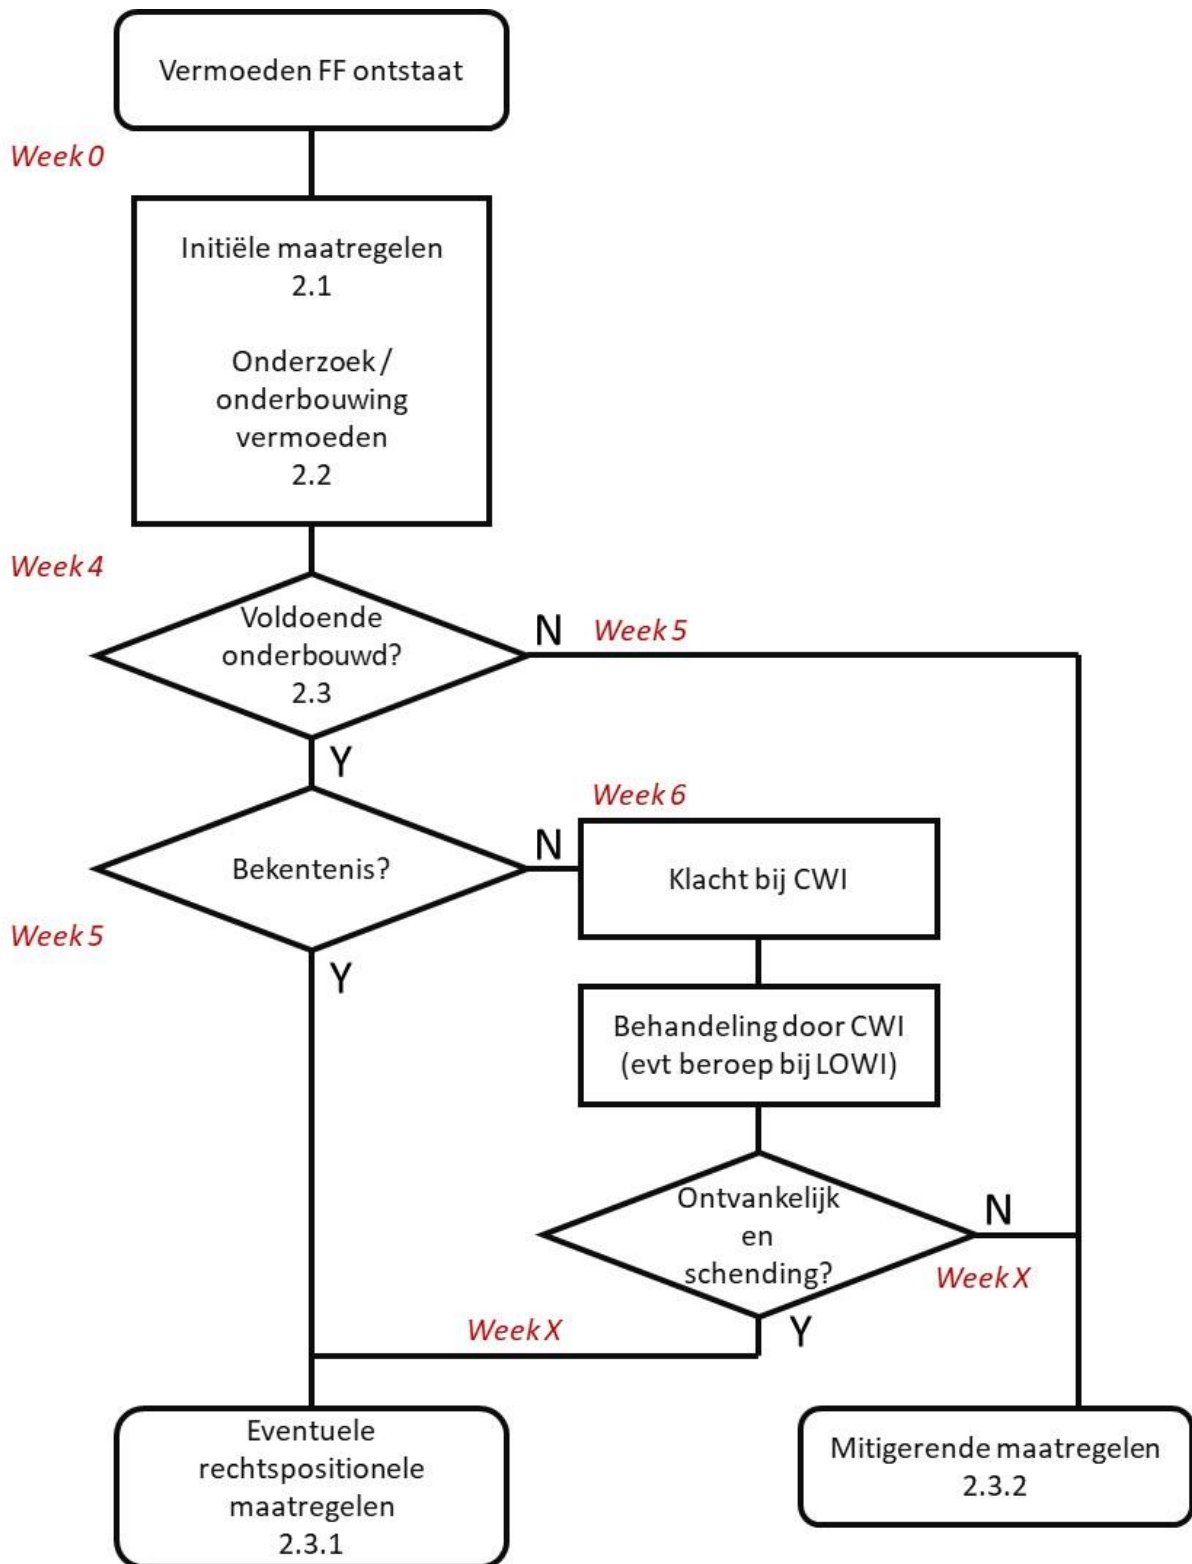 Vermoeden FF ontstaat
Week 0
Initiële maatregelen
2.1
Onderzoek /
onderbouwing
vermoeden
2.2
Week 4
Voldoende
onderbouwd?
2.3
N
Week 5
Y
Bekentenis?
N
Week 6
Klacht bij CWI
Week 5
Y
Behandeling door CWI
(evt beroep bij LOWI)
Ontvankelijk
en
schending?
N
Week X
Y
Week X
Eventuele
rechtspositionele
maatregelen
2.3.1
Mitigerende maatregelen
2.3.2